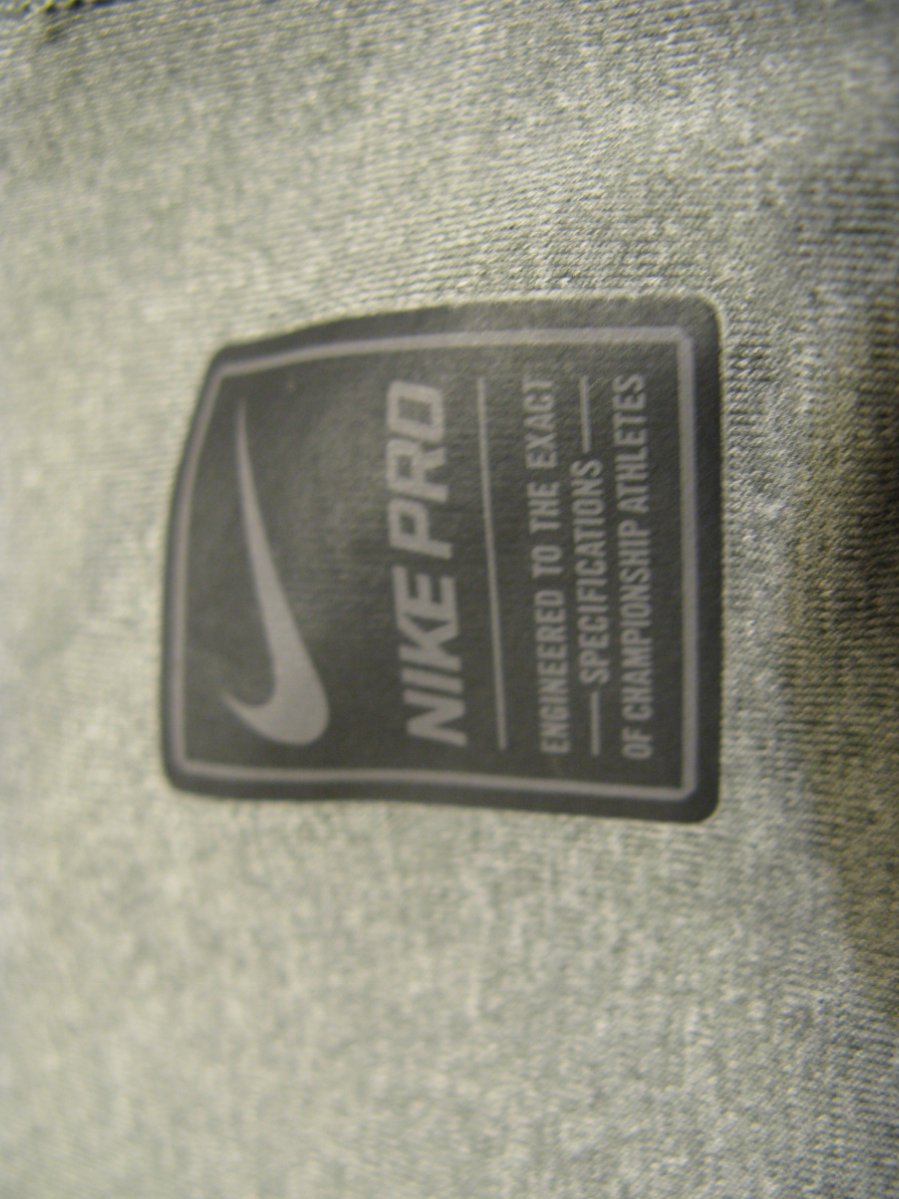 NIKE PRO
ENGINEERED TO THE EXACT
SPECIFICATIONS
OF CHAMPIONSHIP ATHLETES